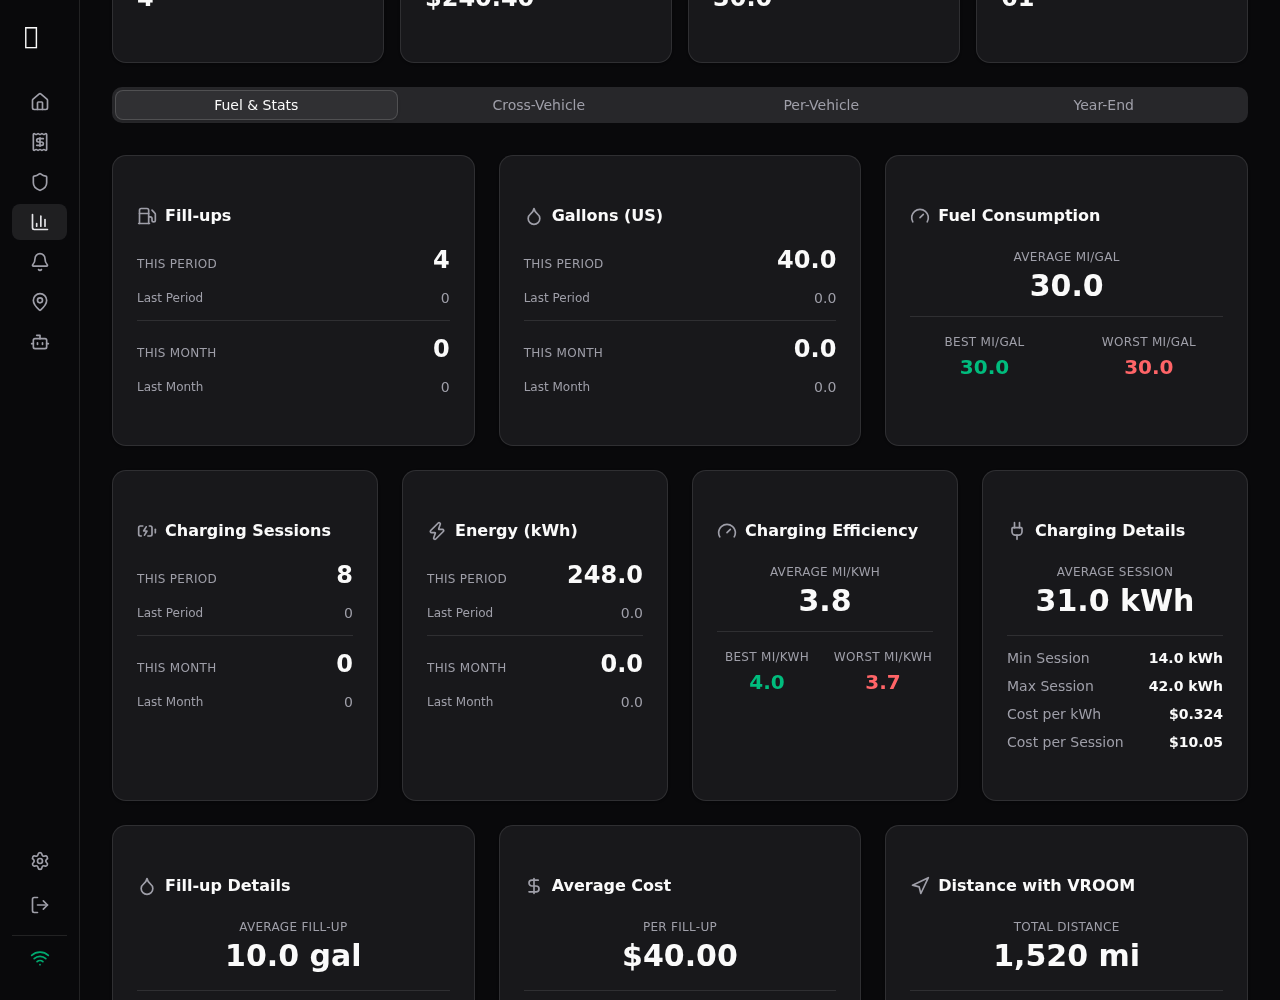 4 $240.40 30.0 61
Fuel & Stats Cross-Vehicle Per-Vehicle Year-End
Fill-ups
THIS PERIOD 4
Last Period 0
THIS MONTH 0
Last Month 0
Gallons (US)
THIS PERIOD 40.0
Last Period 0.0
THIS MONTH 0.0
Last Month 0.0
Fuel Consumption
AVERAGE MI/GAL
30.0
BEST MI/GAL WORST MI/GAL
30.0 30.0
Charging Sessions
THIS PERIOD 8
Last Period 0
THIS MONTH 0
Last Month 0
Energy (kWh)
THIS PERIOD 248.0
Last Period 0.0
THIS MONTH 0.0
Last Month 0.0
Charging Efficiency
AVERAGE MI/KWH
3.8
BEST MI/KWH WORST MI/KWH
4.0 3.7
Charging Details
AVERAGE SESSION
31.0 kWh
Min Session 14.0 kWh
Max Session 42.0 kWh
Cost per kWh $0.324
Cost per Session $10.05
Fill-up Details
AVERAGE FILL-UP
10.0 gal
Average Cost
PER FILL-UP
$40.00
Distance with VROOM
TOTAL DISTANCE
1,520 mi